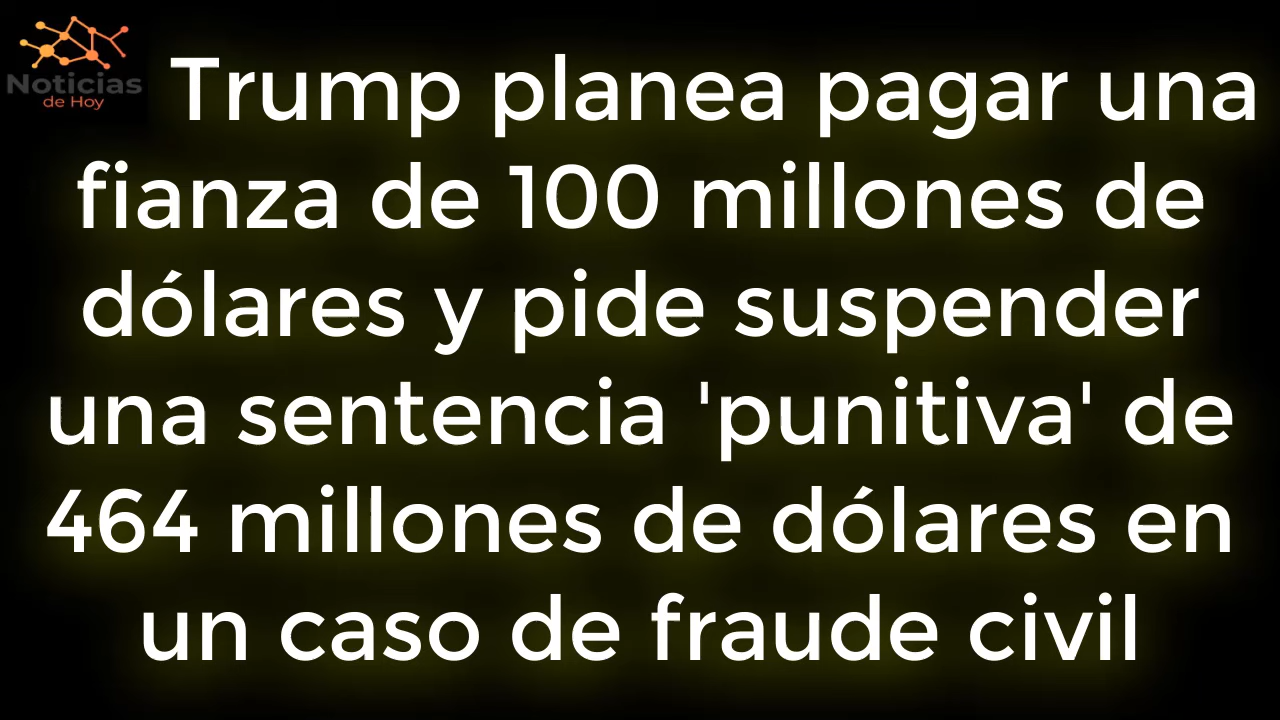 Noticias
de Hoy
Trump planea pagar una
fianza de 100 millones de
dólares y pide suspender
una sentencia 'punitiva' de
464 millones de dólares en
un caso de fraude civil